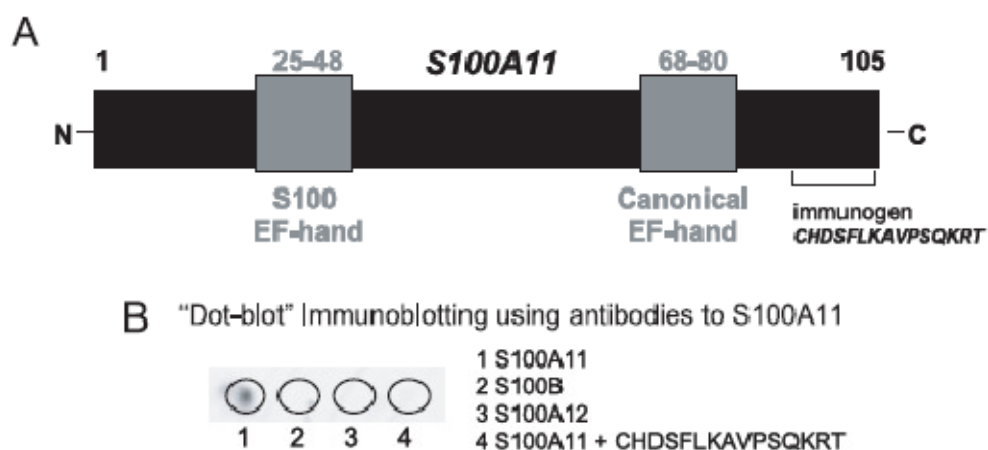 A
1 25-48 S100A11 68-80 105
N C
S100
EF-hand
Canonical
EF-hand
immunogen
CHDSFLKAVPSQKRT
B "Dot-blot" Immunoblotting using antibodies to S100A11
1 S100A11
2 S100B
3 S100A12
4 S100A11 + CHDSFLKAVPSQKRT
1 2 3 4